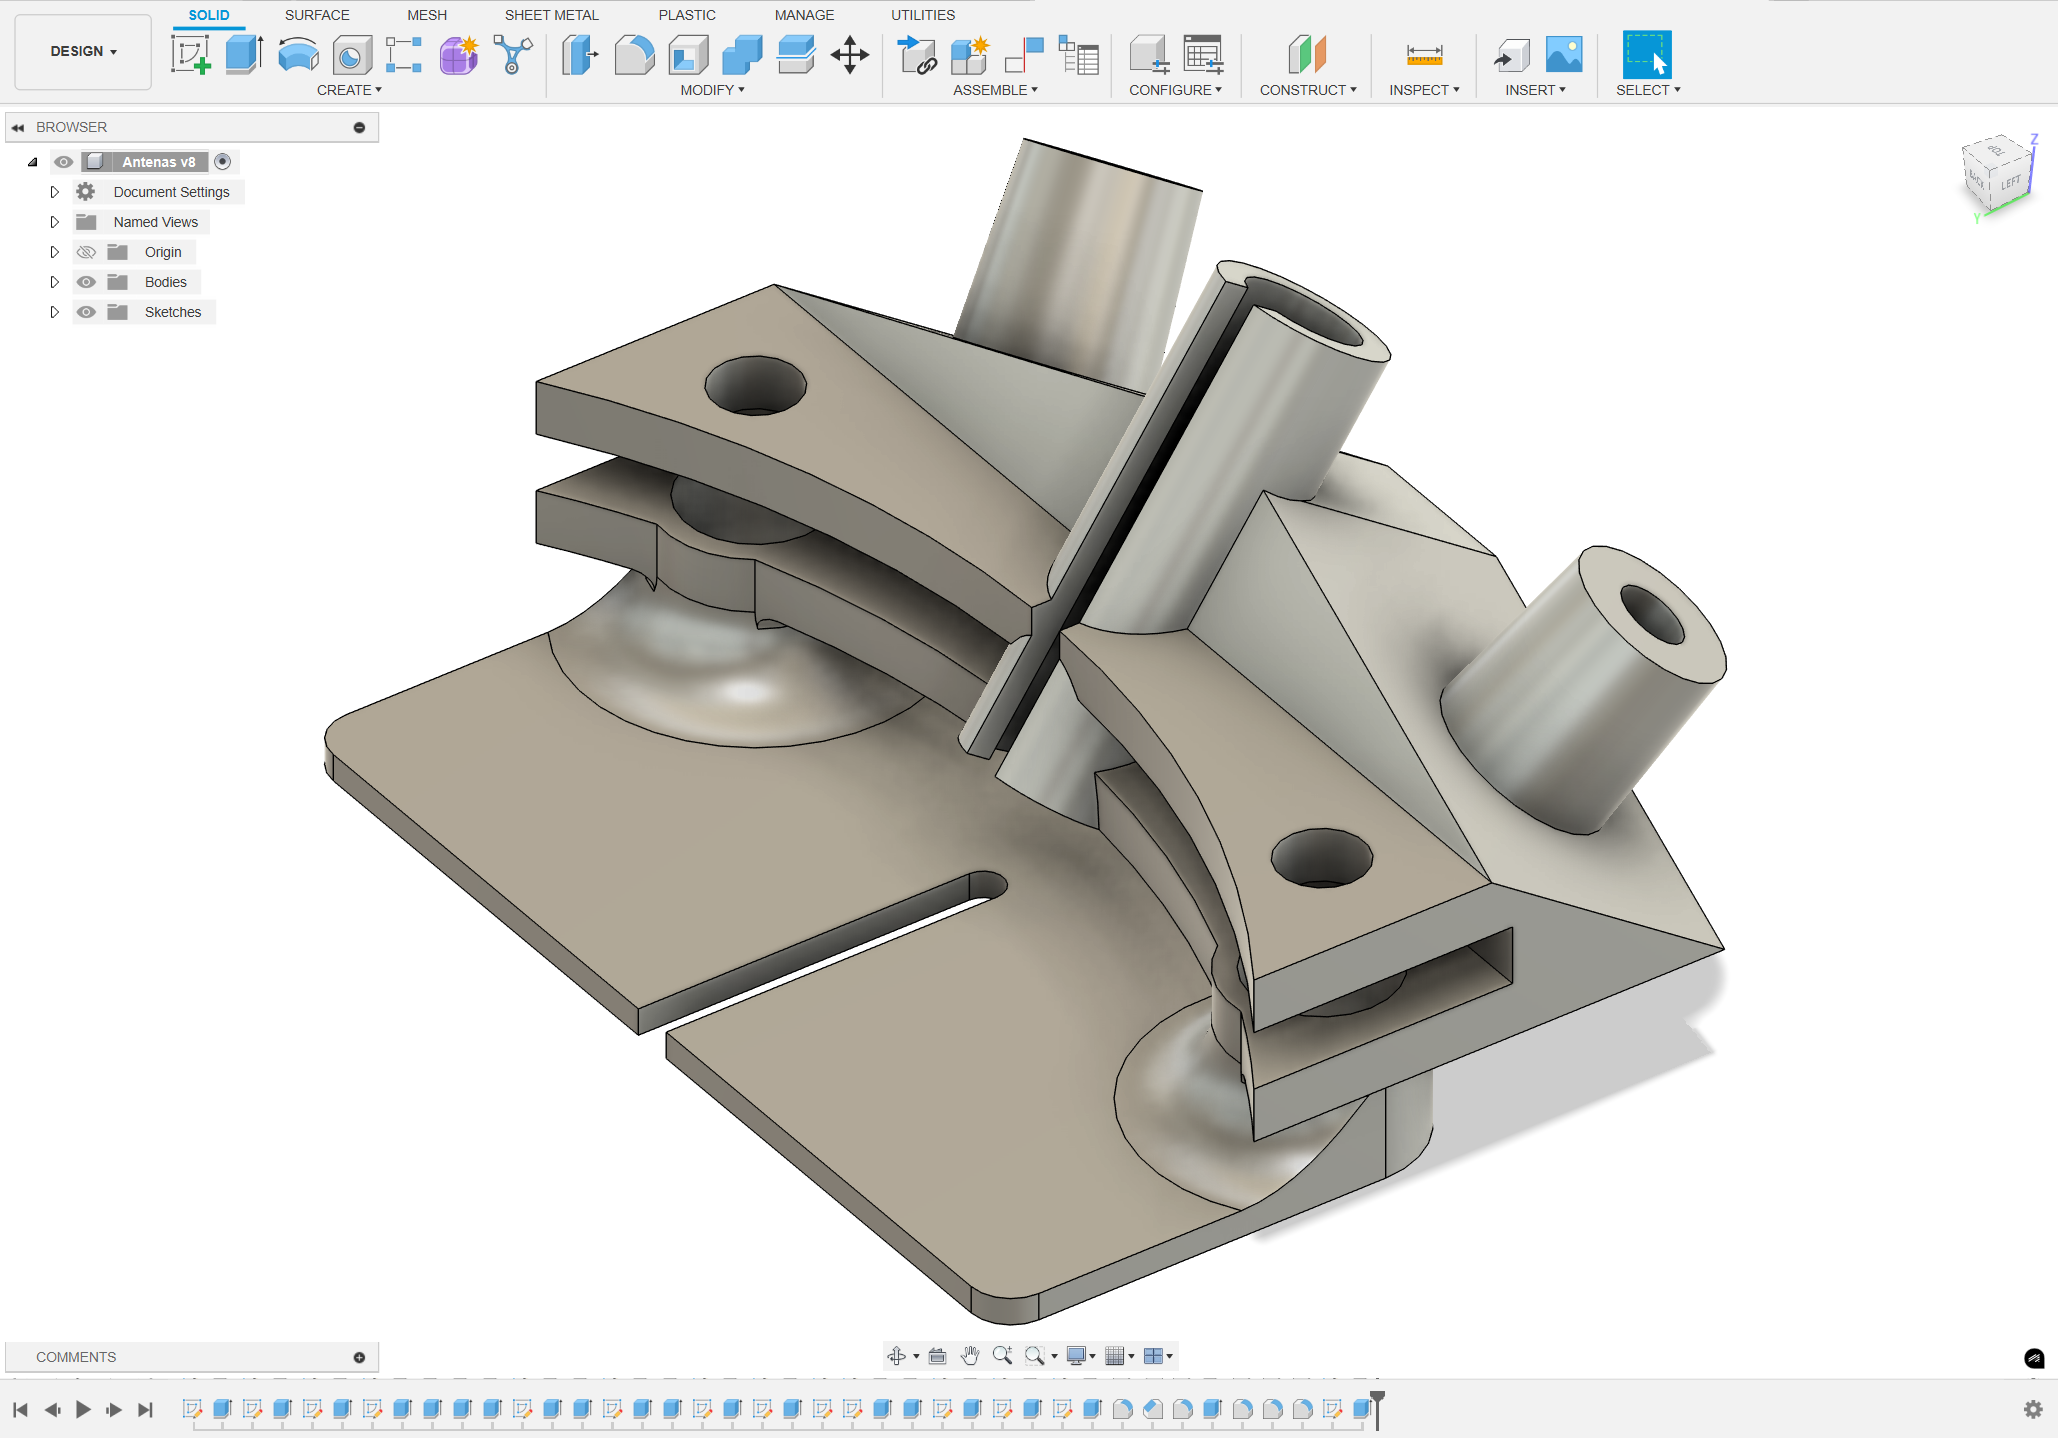 DESIGN
SOLID
SURFACE
MESH
SHEET METAL
PLASTIC
MANAGE
UTILITIES
CREATE
MODIFY
ASSEMBLE
CONFIGURE
CONSTRUCT
INSPECT
INSERT
SELECT
BROWSER
Antenas v8
Document Settings
Named Views
Origin
Bodies
Sketches
TOP
BACK
LEFT
Z
Y
COMMENTS